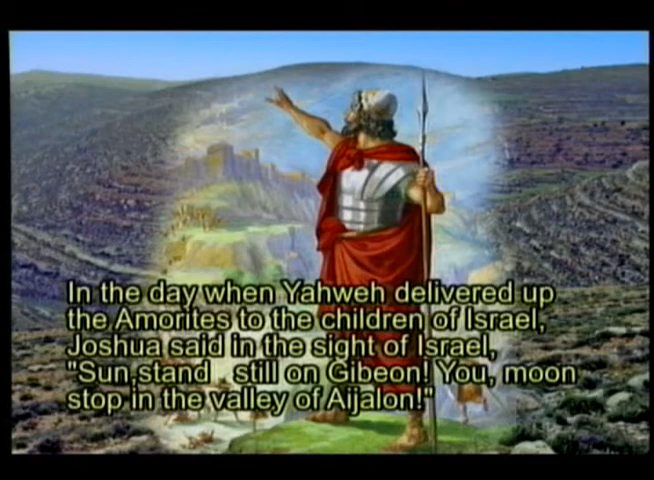 In the day when Yahweh delivered up
the Amorites to the children of Israel,
Joshua said in the sight of Israel,
"Sun,stand still on Gibeon! You, moon
stop in the valley of Aijalon!"